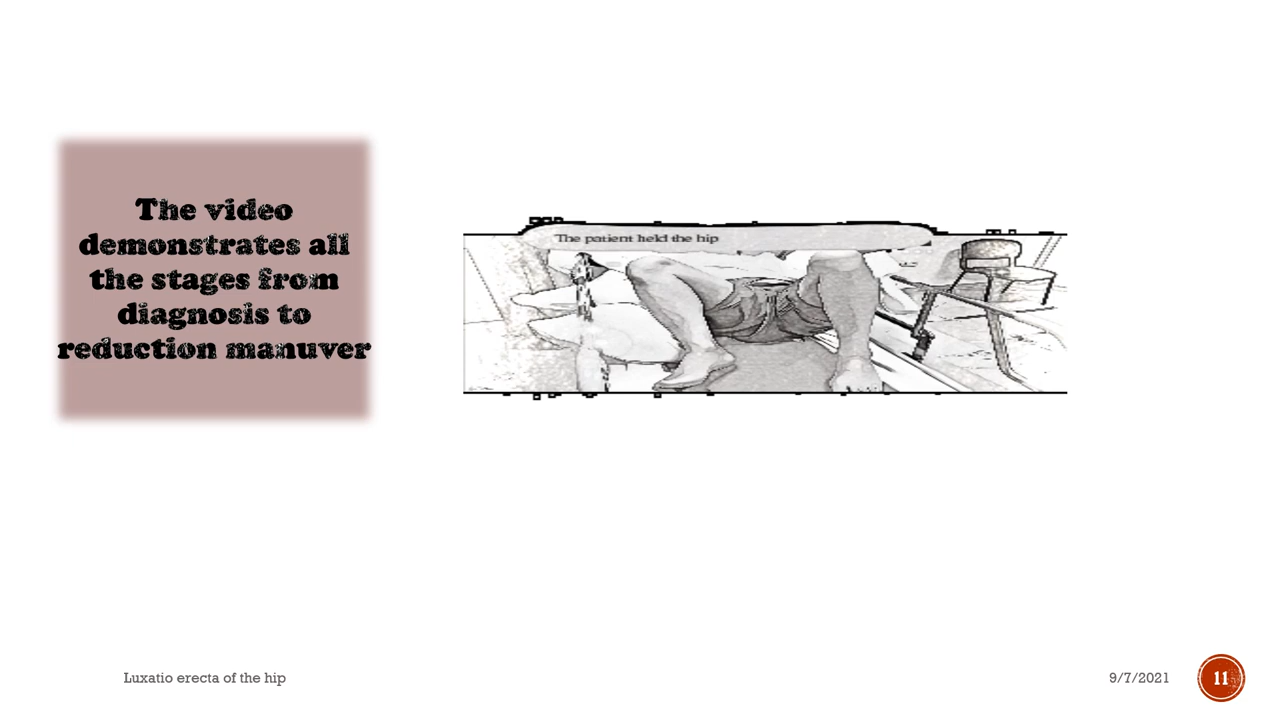 The video
demonstrates all
the stages from
diagnosis to
reduction manuver
The patient held the hip
Luxatio erecta of the hip
9/7/2021
11